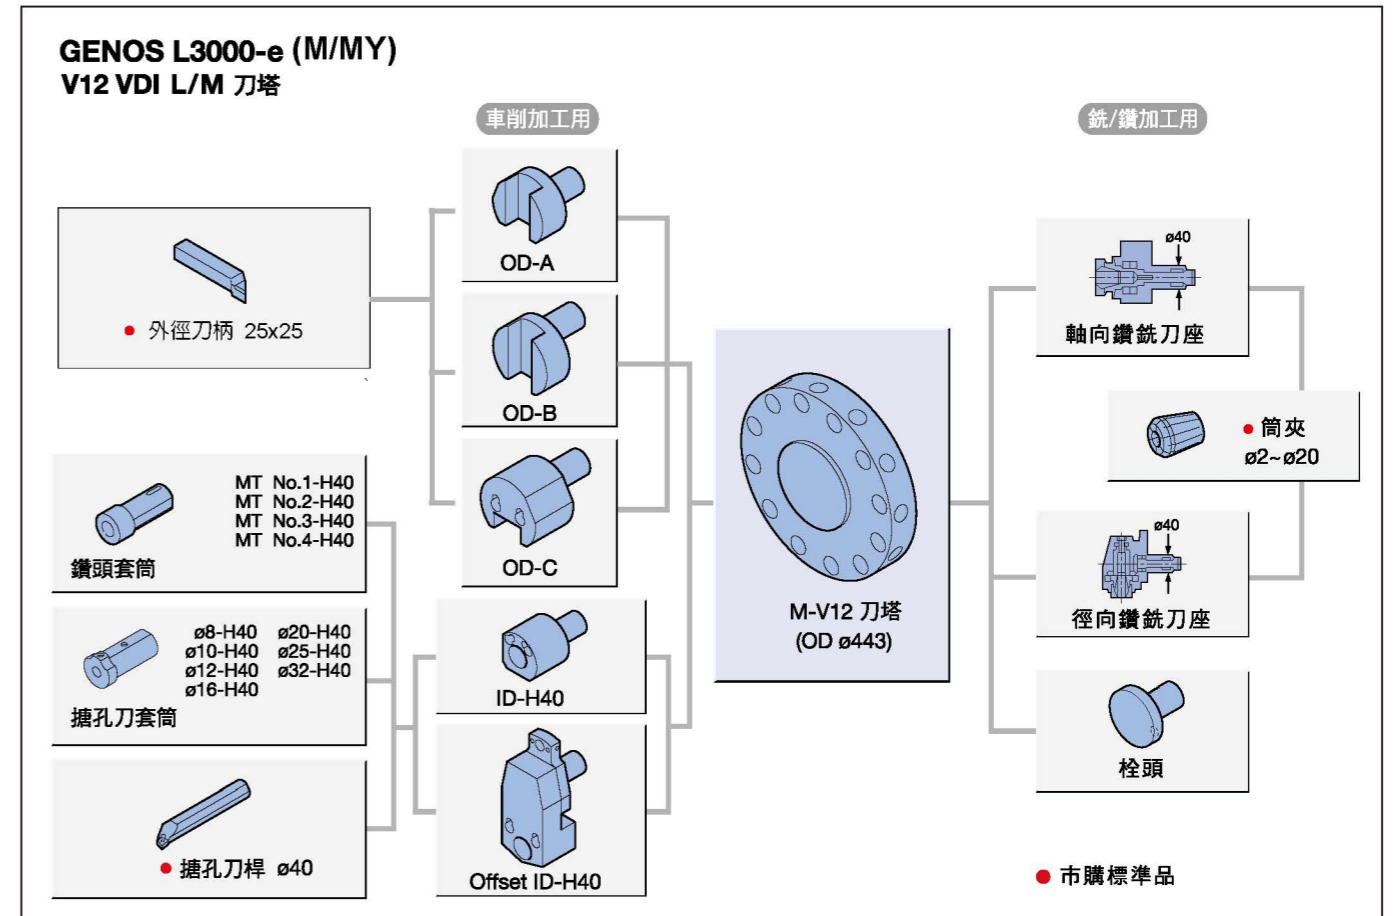 GENOS L3000-e (M/MY)
V12 VDI L/M 刀塔
車削加工用
銑/鑽加工用
外徑刀柄 25x25
OD-A
OD-B
OD-C
MT No.1-H40
MT No.2-H40
MT No.3-H40
MT No.4-H40
鑽頭套筒
ø8-H40 ø20-H40
ø10-H40 ø25-H40
ø12-H40 ø32-H40
ø16-H40
搪孔刀套筒
搪孔刀桿 ø40
ID-H40
Offset ID-H40
M-V12 刀塔
(OD ø443)
ø40
軸向鑽銑刀座
筒夾
ø2~ø20
ø40
徑向鑽銑刀座
栓頭
市購標準品